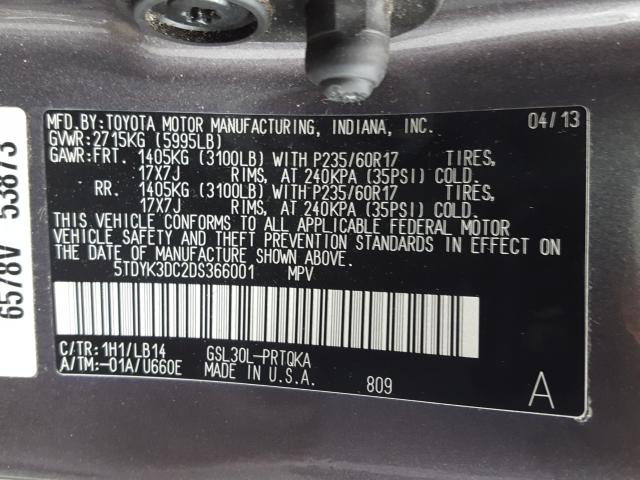 MFD.BY:TOYOTA MOTOR MANUFACTURING, INDIANA, INC. 04/13
GVWR:2715KG (5995LB)
GAWR:FRT. 1405KG (3100LB) WITH P235/60R17 TIRES,
17X7J RIMS, AT 240KPA (35PSI) COLD.
RR. 1405KG (3100LB) WITH P235/60R17 TIRES,
17X7J RIMS, AT 240KPA (35PSI) COLD.
THIS VEHICLE CONFORMS TO ALL APPLICABLE FEDERAL MOTOR
VEHICLE SAFETY AND THEFT PREVENTION STANDARDS IN EFFECT ON
THE DATE OF MANUFACTURE SHOWN ABOVE.
5TDYK3DC2DS366001 MPV
C/TR:1H1/LB14 GSL30L-PRTQKA
A/TM:-01A/U660E MADE IN U.S.A. 809 A
6578V 53873